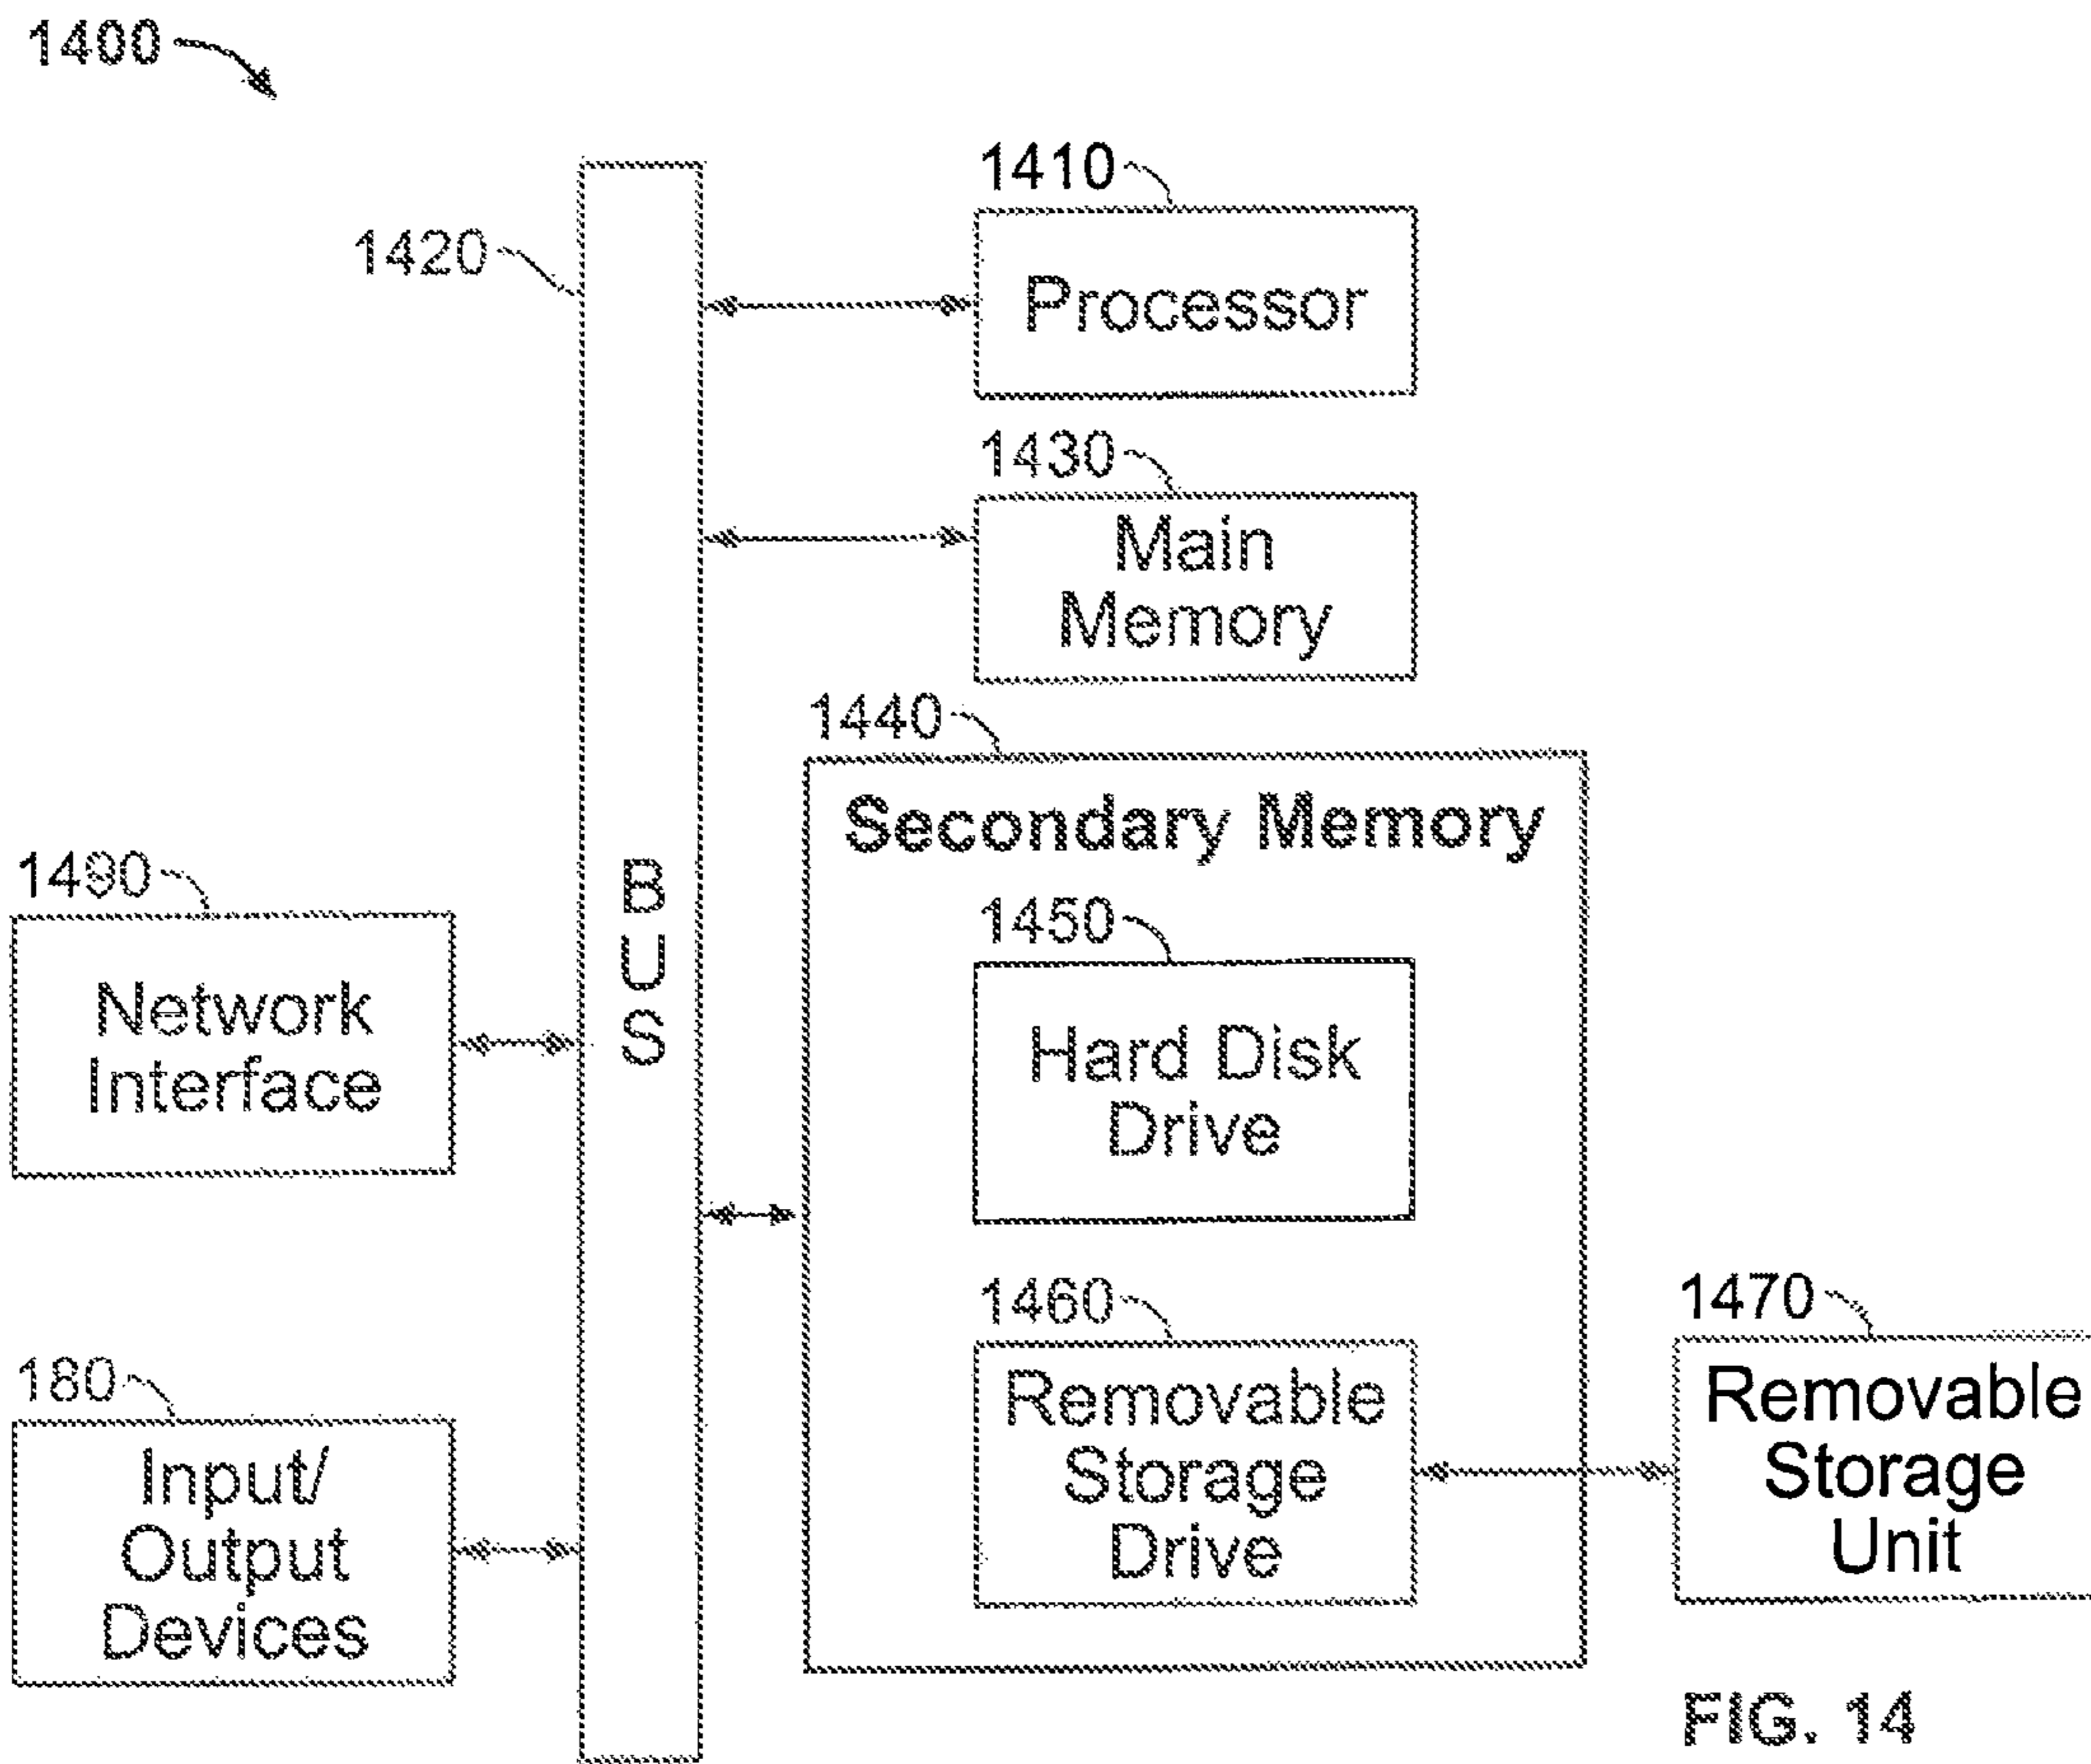 1400
1410
Processor
1420
1430
Main
Memory
1440
Secondary Memory
1450
Hard Disk
Drive
1460
Removable
Storage
Drive
1470
Removable
Storage
Unit
BUS
1490
Network
Interface
180
Input/
Output
Devices
FIG. 14